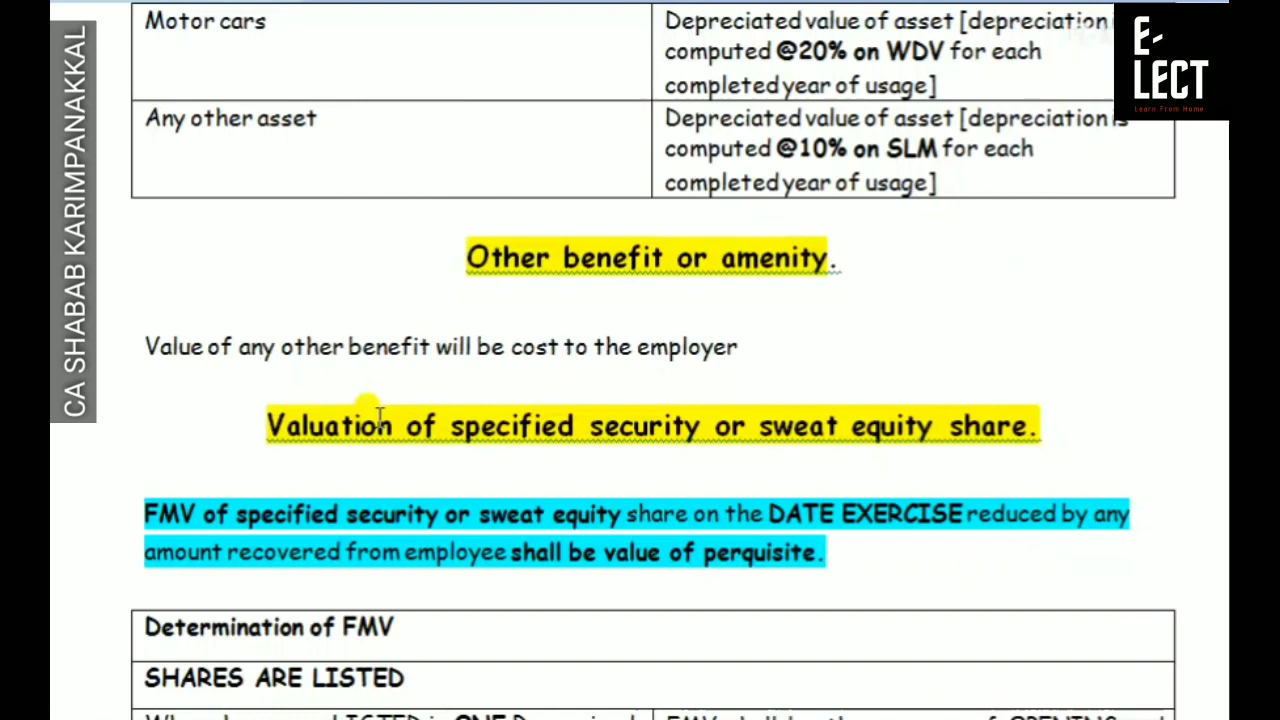 CA SHABAB KARIMPANAKKAL
E-
LECT
Learn From Home
Motor cars
Depreciated value of asset [depreciation
computed @20% on WDV for each
completed year of usage]
Any other asset
Depreciated value of asset [depreciation is
computed @10% on SLM for each
completed year of usage]
Other benefit or amenity.
Value of any other benefit will be cost to the employer
Valuation of specified security or sweat equity share.
FMV of specified security or sweat equity share on the DATE EXERCISE reduced by any
amount recovered from employee shall be value of perquisite.
Determination of FMV
SHARES ARE LISTED